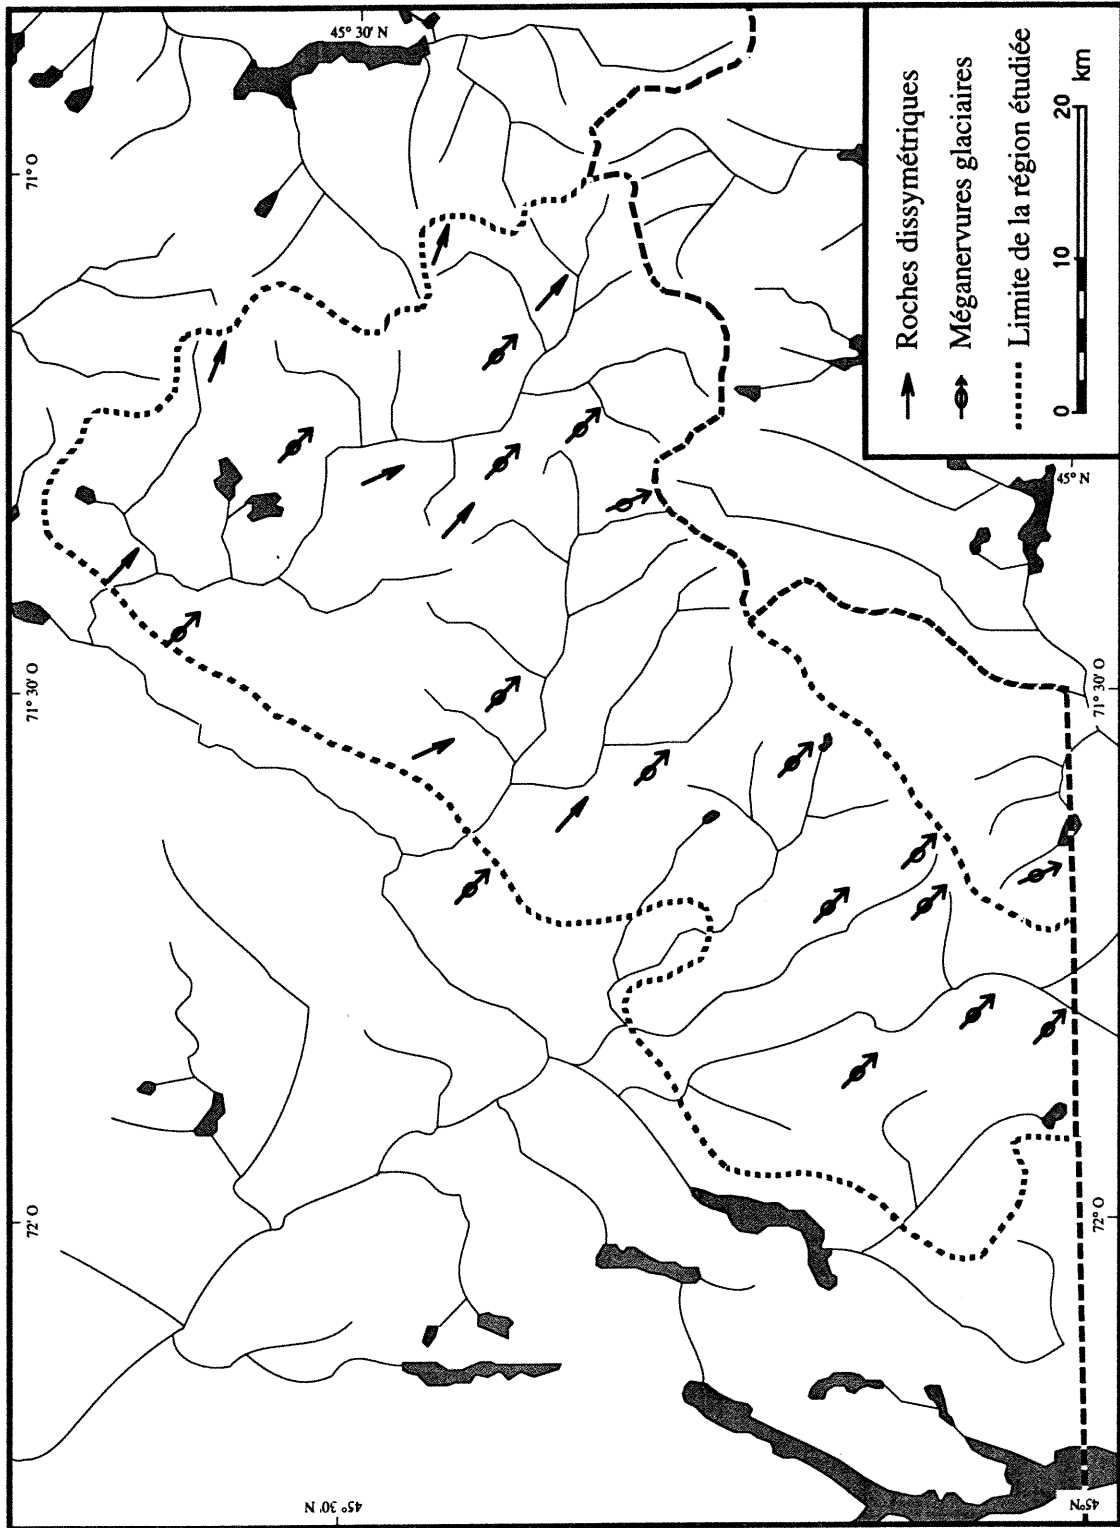 45° 30' N
71° O
71° 30' O
72° O
45° 30' N
45° N
71° 30' O
72° O
45° N
Roches dissymétriques
Méganervures glaciaires
Limite de la région étudiée
0 10 20 km